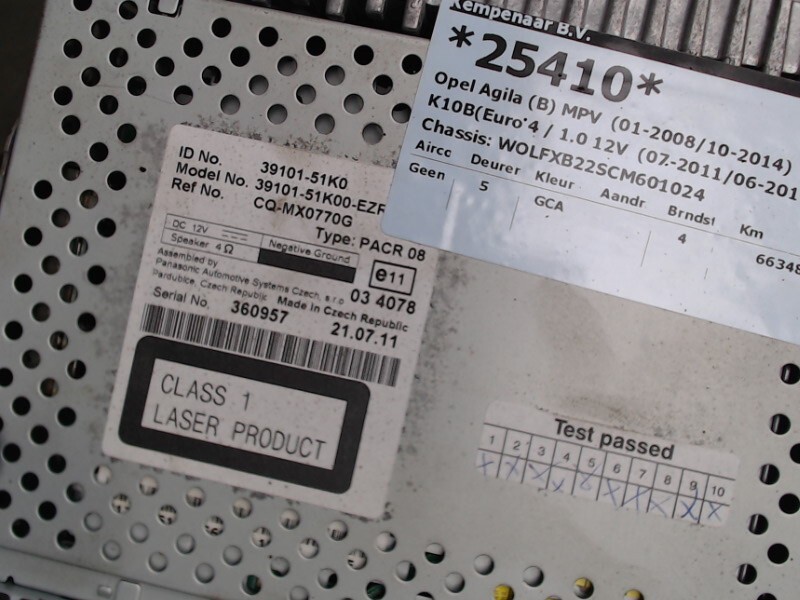 Kempenaar B.V.
*25410*
Opel Agila (B) MPV (01-2008/10-2014)
K10B(Euro 4 / 1.0 12V (07-2011/06-201
Chassis: WOLFXB22SCM601024
Airco Deurer Kleur Aandr Brndst Km
Geen 5 GCA 4 66348
ID No. 39101-51K0
Model No. 39101-51K00-EZR
Ref No. CQ-MX0770G
Type: PACR 08
DC 12V Negative Ground
Speaker 4Ω
e11
Assembled by
Panasonic Automotive Systems Czech, s.r.o
Pardubice, Czech Republic
03 4078
Made in Czech Republic
Serial No. 360957 21.07.11
CLASS 1
LASER PRODUCT
Test passed
1 2 3 4 5 6 7 8 9 10
X X X X X X X X X X